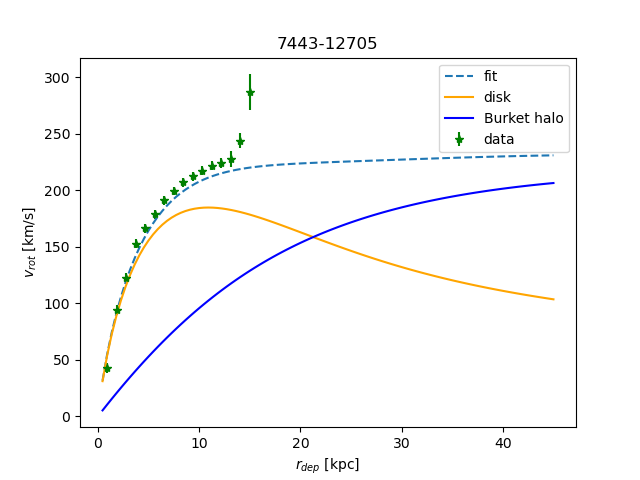 7443-12705
fit
disk
Burket halo
data
300
250
200
150
100
50
0
v_rot [km/s]
0 10 20 30 40
r_dep [kpc]